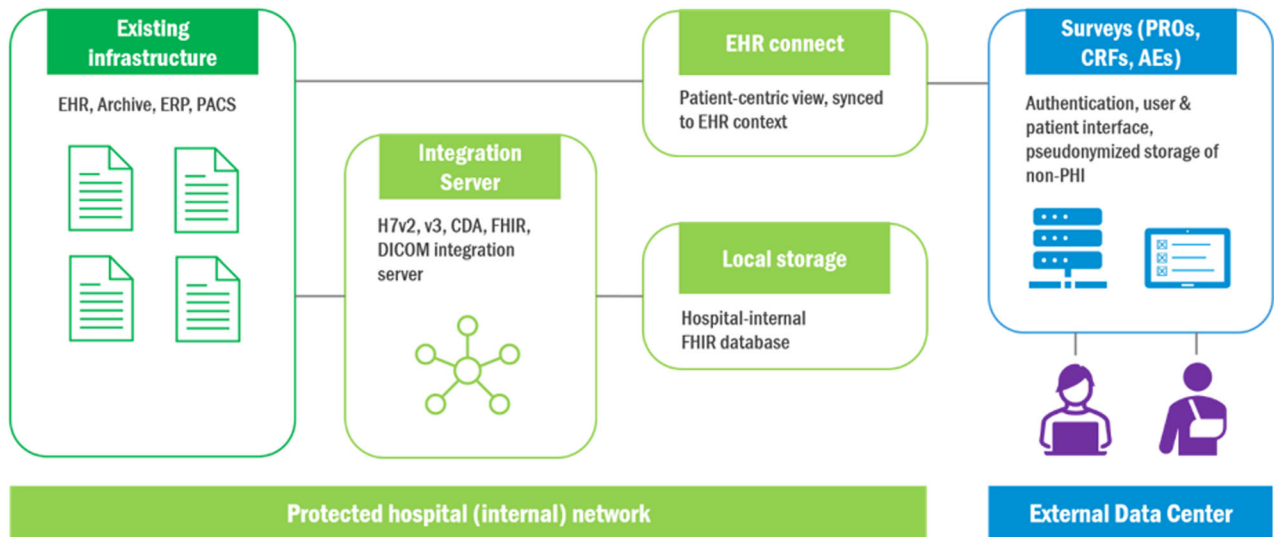 Existing
infrastructure
EHR, Archive, ERP, PACS
Integration
Server
H7v2, v3, CDA, FHIR,
DICOM integration
server
EHR connect
Patient-centric view, synced
to EHR context
Local storage
Hospital-internal
FHIR database
Surveys (PROs,
CRFs, AEs)
Authentication, user &
patient interface,
pseudonymized storage of
non-PHI
Protected hospital (internal) network
External Data Center